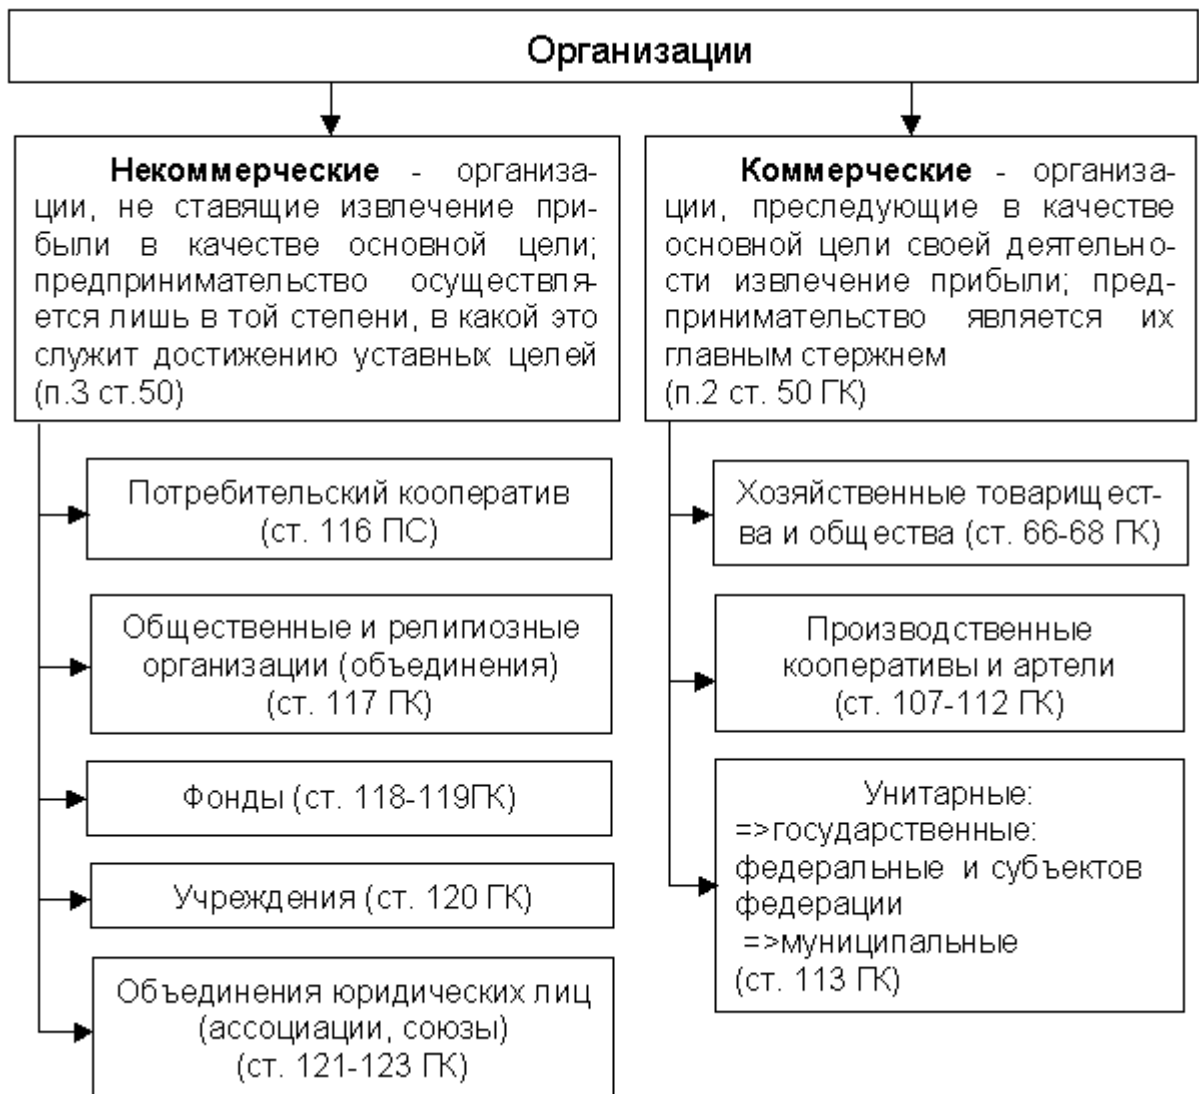 Организации
Некоммерческие - организа-
ции, не ставящие извлечение при-
были в качестве основной цели;
предпринимательство осуществля-
ется лишь в той степени, в какой это
служит достижению уставных целей
(п.3 ст.50)
Потребительский кооператив
(ст. 116 ПС)
Общественные и религиозные
организации (объединения)
(ст. 117 ГК)
Фонды (ст. 118-119ГК)
Учреждения (ст. 120 ГК)
Объединения юридических лиц
(ассоциации, союзы)
(ст. 121-123 ГК)
Коммерческие - организа-
ции, преследующие в качестве
основной цели своей деятельно-
сти извлечение прибыли; пред-
принимательство является их
главным стержнем
(п.2 ст. 50 ГК)
Хозяйственные товарищест-
ва и общества (ст. 66-68 ГК)
Производственные
кооперативы и артели
(ст. 107-112 ГК)
Унитарные:
=>государственные:
федеральные и субъектов
федерации
=>муниципальные
(ст. 113 ГК)